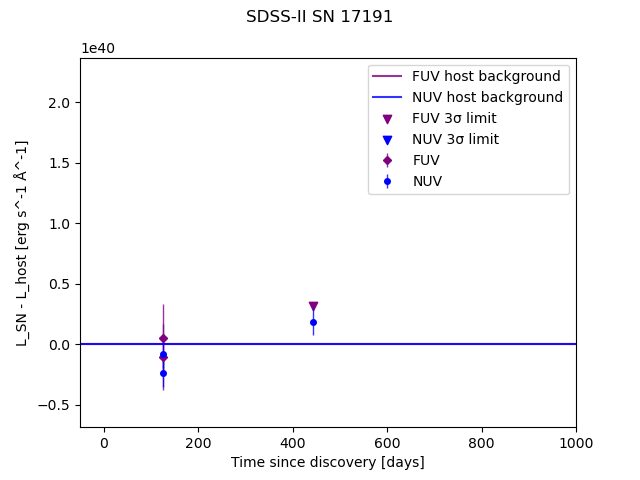 SDSS-II SN 17191
1e40
FUV host background
NUV host background
FUV 3σ limit
NUV 3σ limit
FUV
NUV
L_SN - L_host [erg s^-1 Å^-1]
2.0
1.5
1.0
0.5
0.0
−0.5
0 200 400 600 800 1000
Time since discovery [days]